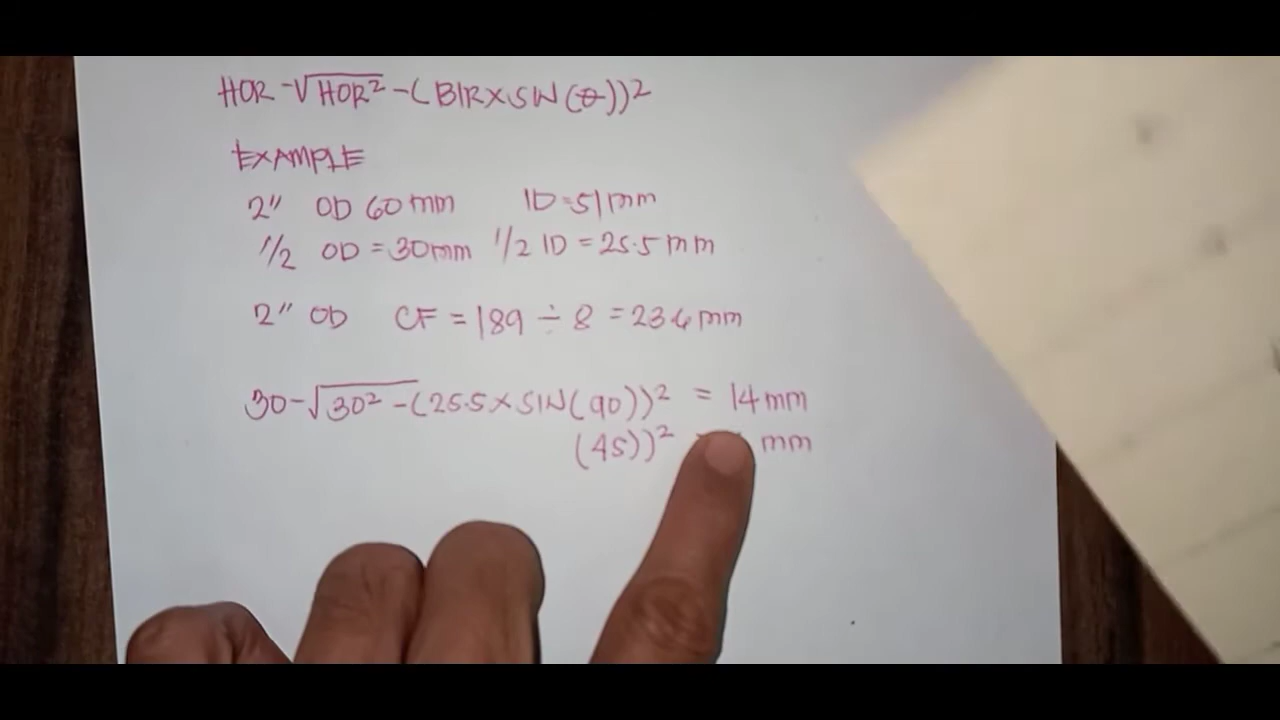 HOR -√HOR² -( BIR X SIN (θ))²
EXAMPLE
2" OD 60 mm ID = 51 mm
1/2 OD = 30mm 1/2 ID = 25.5 mm
2" OD CF = 189 ÷ 8 = 23.6 mm
30 - √30² - (25.5 X SIN (90))² = 14 mm
(45))² mm